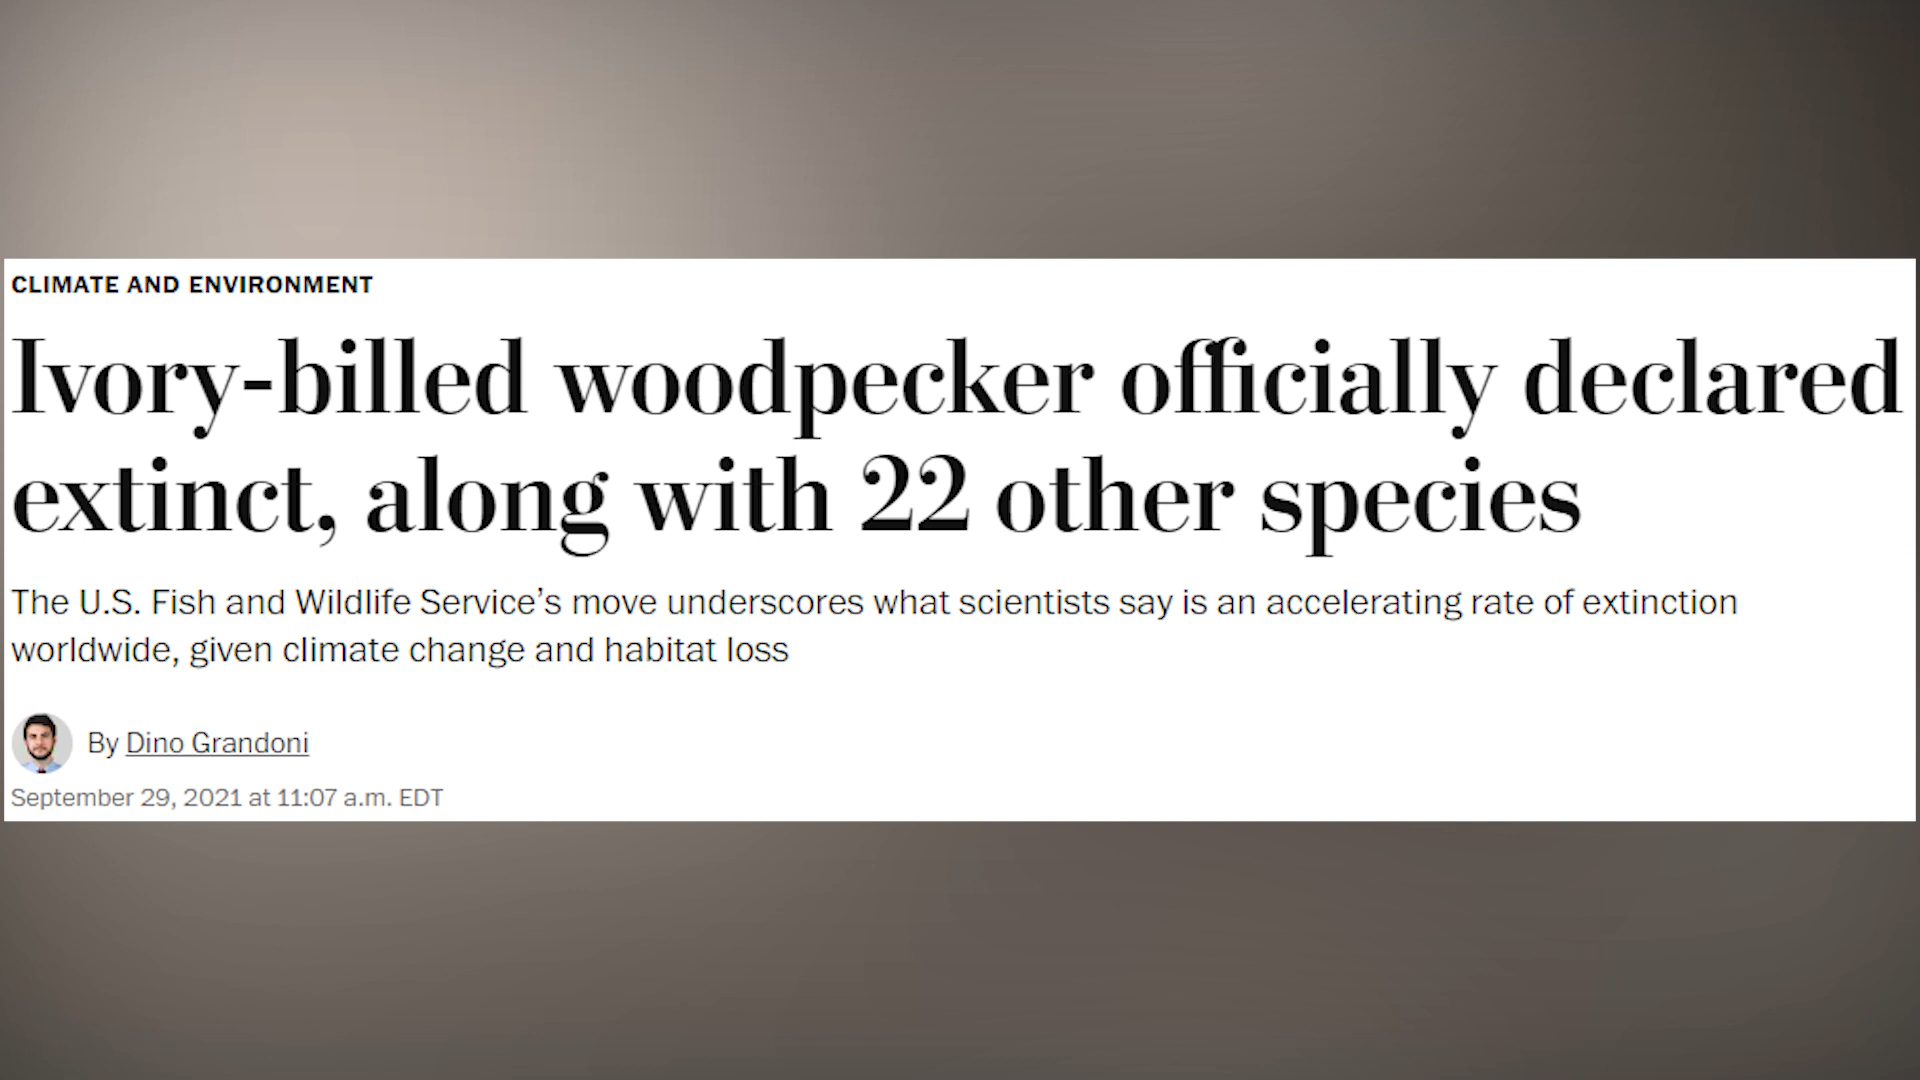 CLIMATE AND ENVIRONMENT
Ivory-billed woodpecker officially declared
extinct, along with 22 other species
The U.S. Fish and Wildlife Service’s move underscores what scientists say is an accelerating rate of extinction
worldwide, given climate change and habitat loss
By Dino Grandoni
September 29, 2021 at 11:07 a.m. EDT